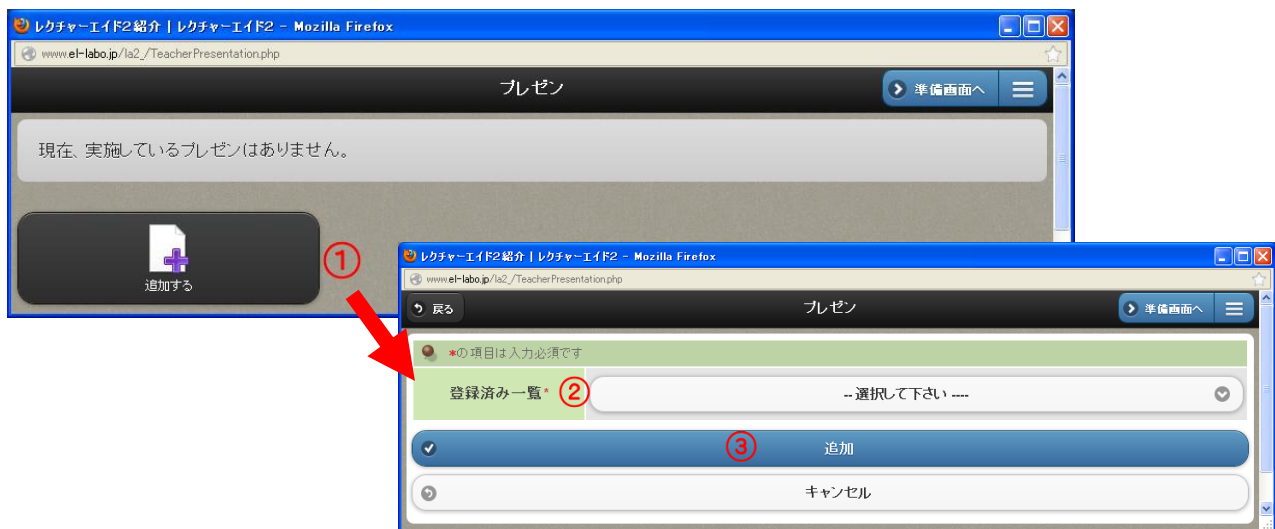 レクチャーエイド2紹介 | レクチャーエイド2 - Mozilla Firefox
www.el-labo.jp/la2_/TeacherPresentation.php
プレゼン
準備画面へ
現在、実施しているプレゼンはありません。
追加する
①
レクチャーエイド2紹介 | レクチャーエイド2 - Mozilla Firefox
www.el-labo.jp/la2_/TeacherPresentation.php
戻る
プレゼン
準備画面へ
*の項目は入力必須です
登録済み一覧* ②
-- 選択して下さい ----
③ 追加
キャンセル